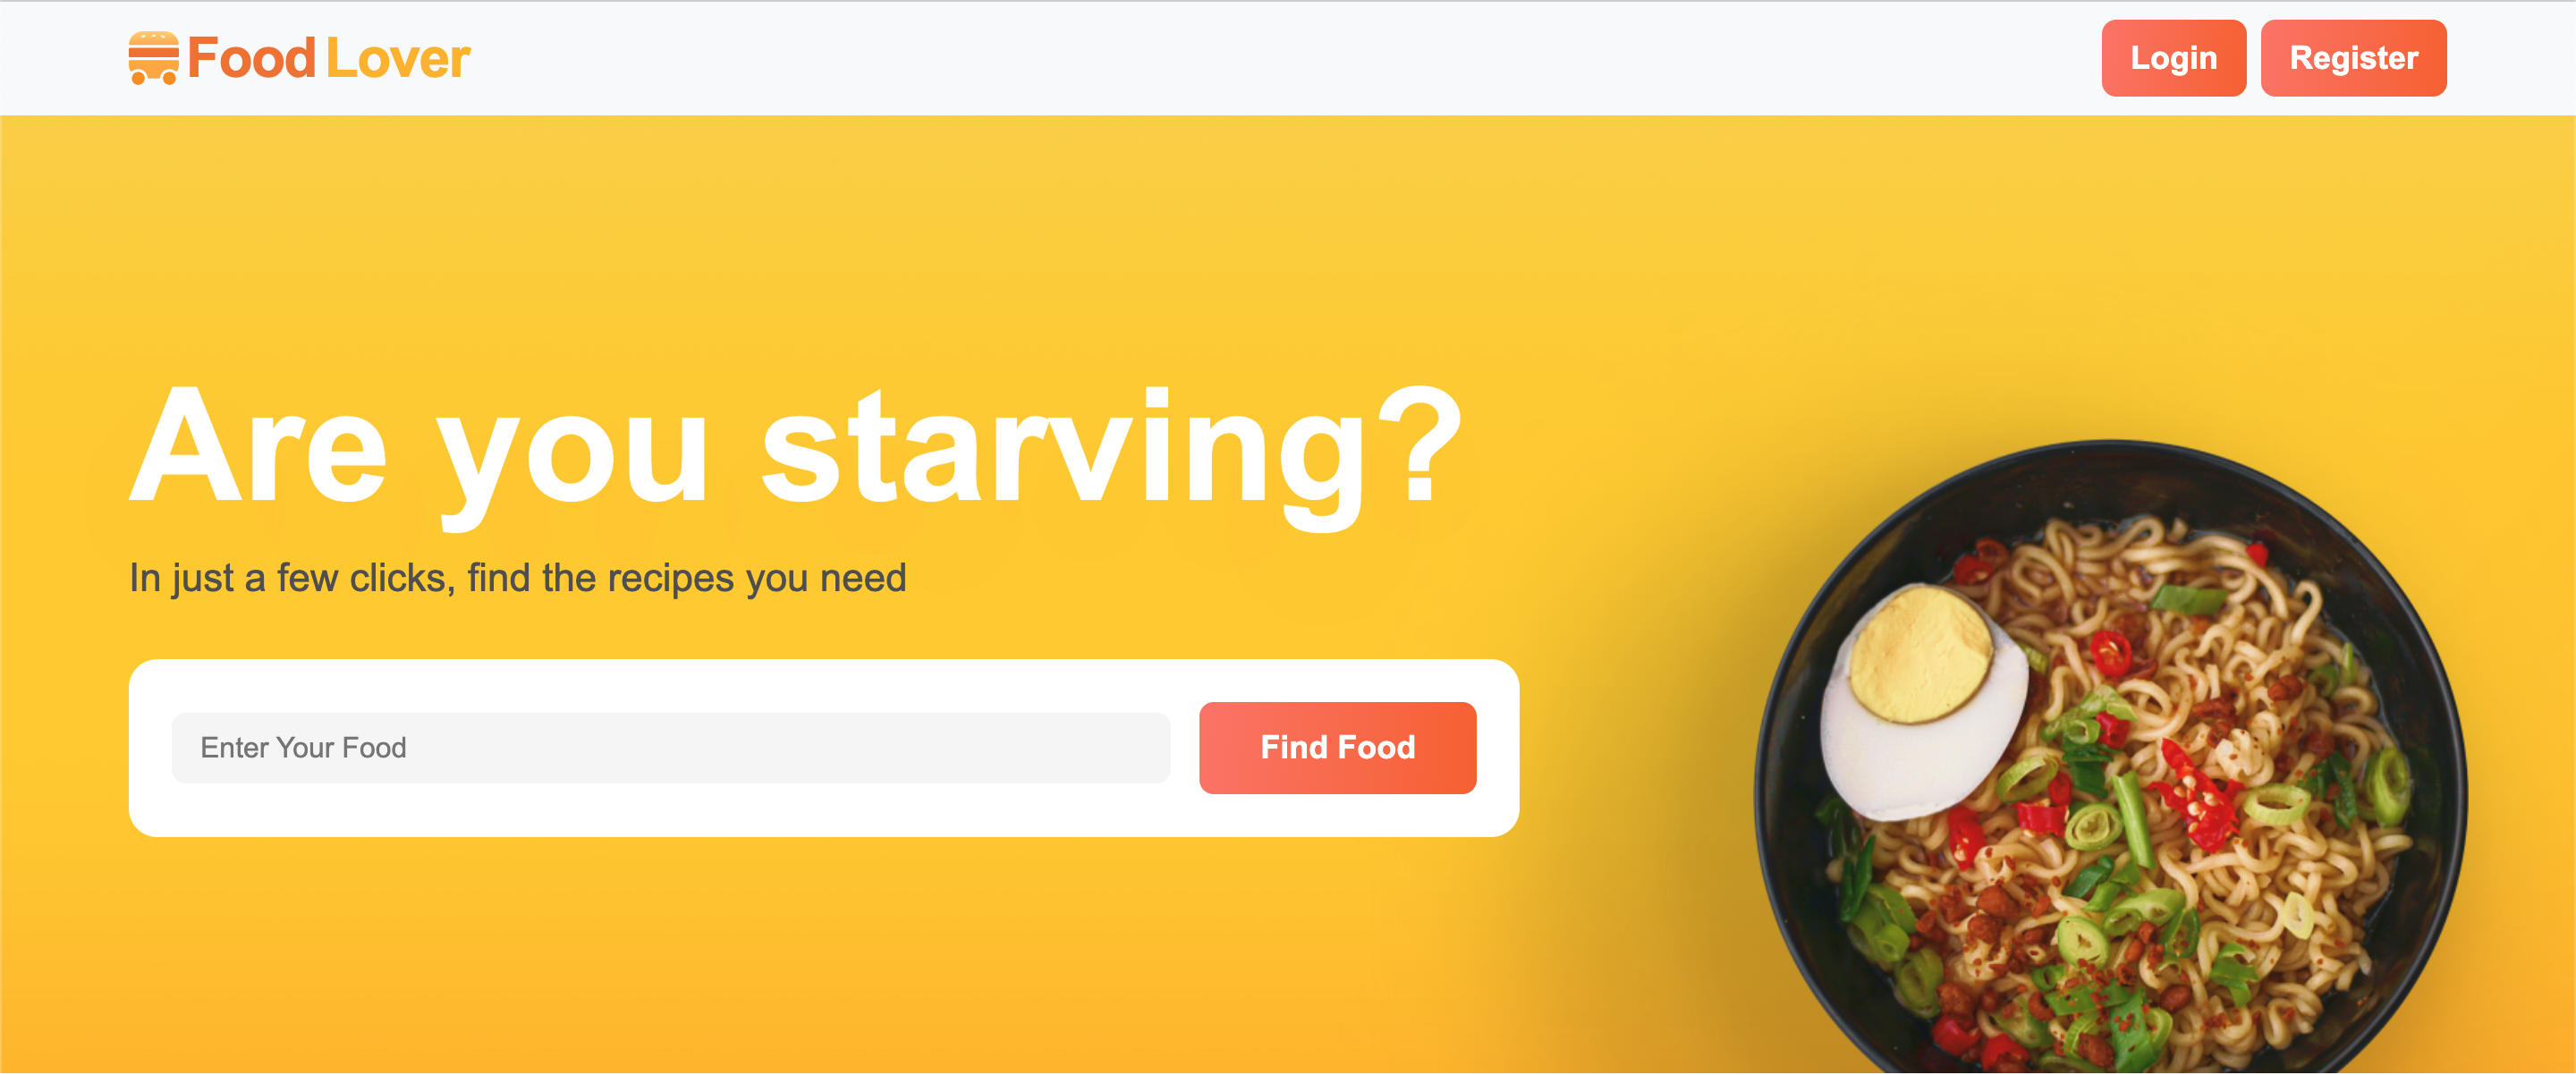 Food Lover
Login
Register
Are you starving?
In just a few clicks, find the recipes you need
Enter Your Food
Find Food